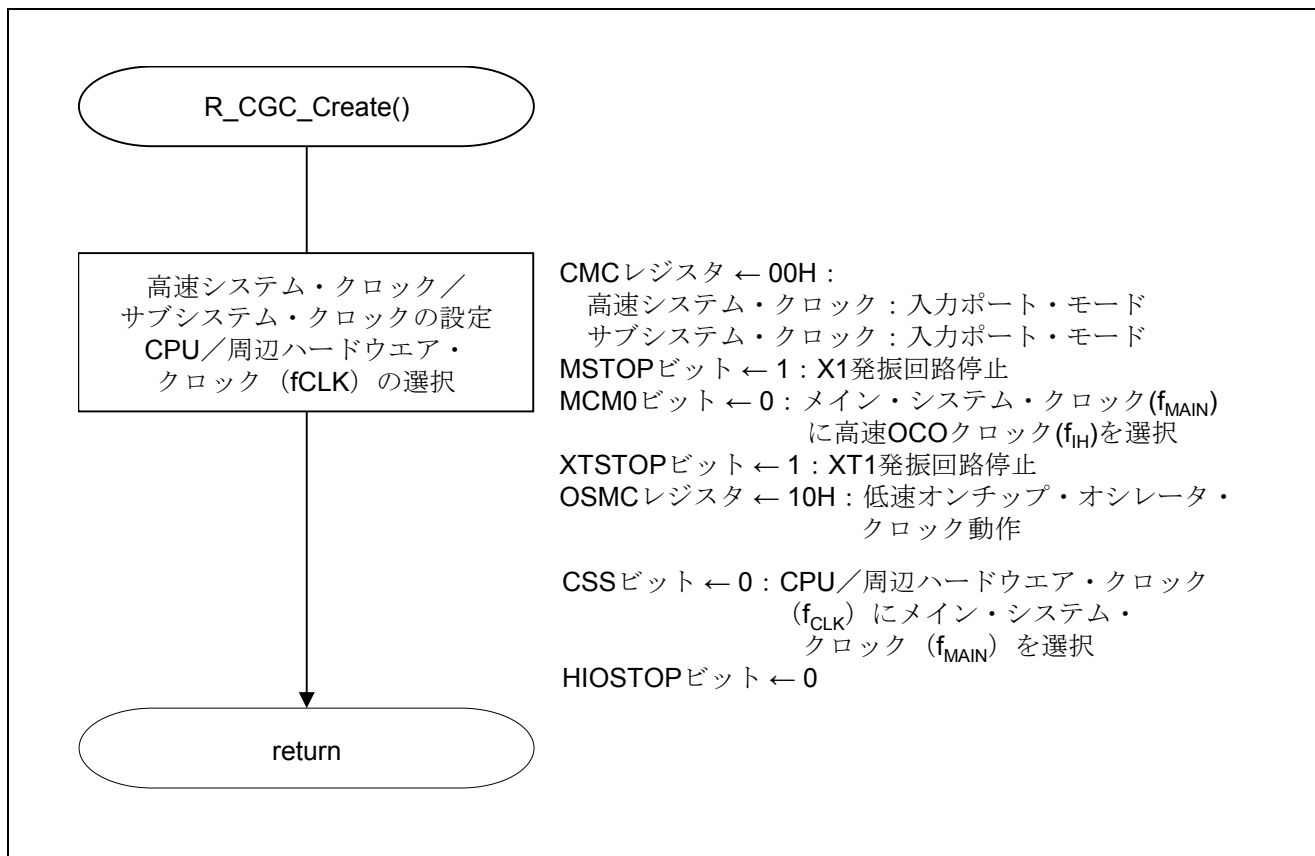 R_CGC_Create()
高速システム・クロック／
サブシステム・クロックの設定
CPU／周辺ハードウエア・
クロック（fCLK）の選択
CMCレジスタ ← 00H：
高速システム・クロック：入力ポート・モード
サブシステム・クロック：入力ポート・モード
MSTOPビット ← 1：X1発振回路停止
MCM0ビット ← 0：メイン・システム・クロック(fMAIN)
に高速OCOクロック(fIH)を選択
XTSTOPビット ← 1：XT1発振回路停止
OSMCレジスタ ← 10H：低速オンチップ・オシレータ・
クロック動作
CSSビット ← 0：CPU／周辺ハードウエア・クロック
（fCLK）にメイン・システム・
クロック（fMAIN）を選択
HIOSTOPビット ← 0
return